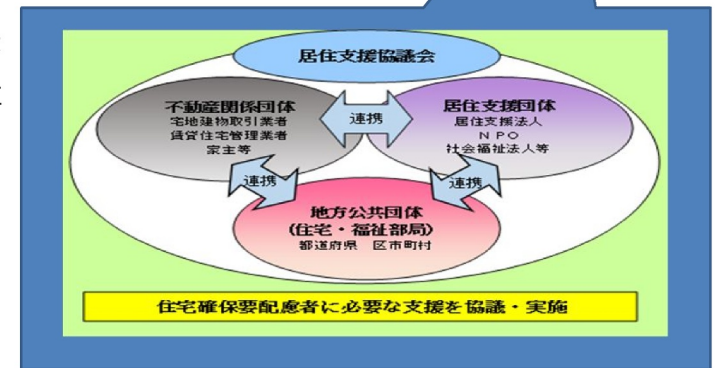 居住支援協議会
不動産関係団体
宅地建物取引業者
賃貸住宅管理業者
家主等
連携
居住支援団体
居住支援法人
NPO
社会福祉法人等
連携
連携
地方公共団体
(住宅・福祉部局)
都道府県 区市町村
住宅確保要配慮者に必要な支援を協議・実施